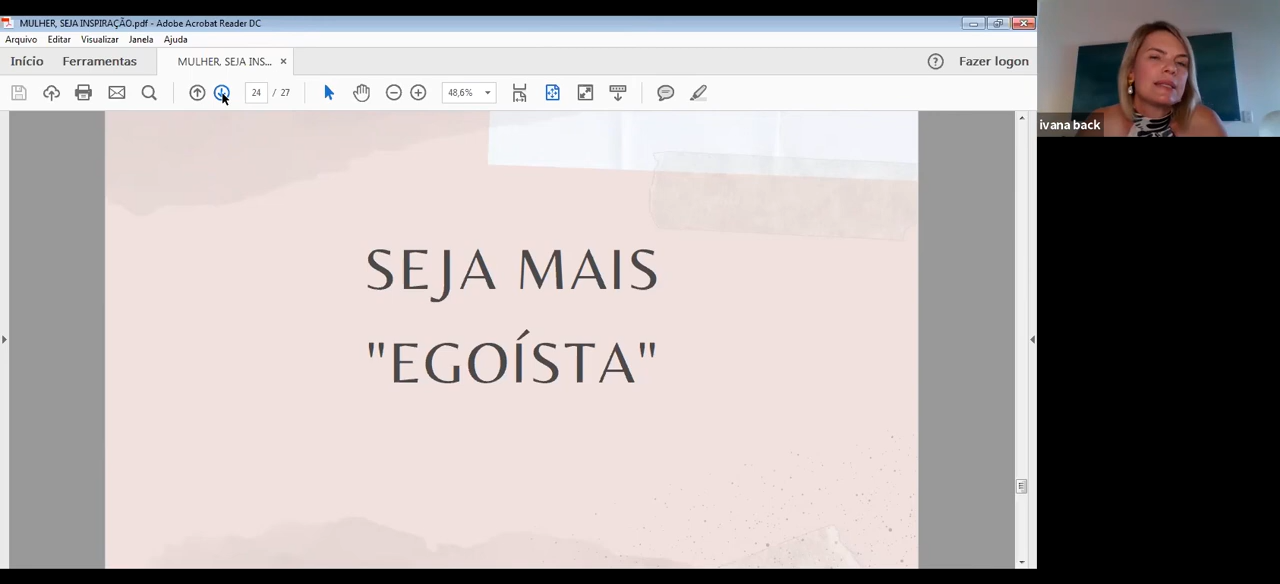 MULHER, SEJA INSPIRAÇÃO.pdf - Adobe Acrobat Reader DC
Arquivo Editar Visualizar Janela Ajuda
Início Ferramentas MULHER, SEJA INS... × Fazer logon
24 / 27 48,6%
ivana back
SEJA MAIS
"EGOÍSTA"